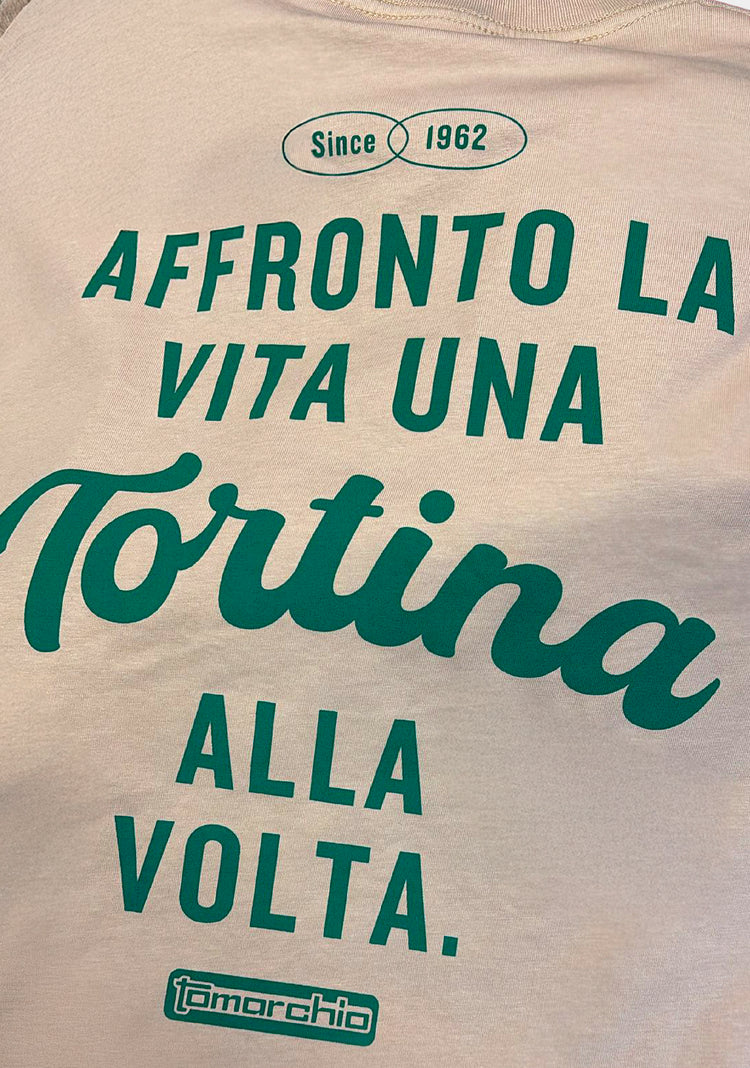 Since 1962
AFFRONTO LA
VITA UNA
Tortina
ALLA
VOLTA.
tomarchio